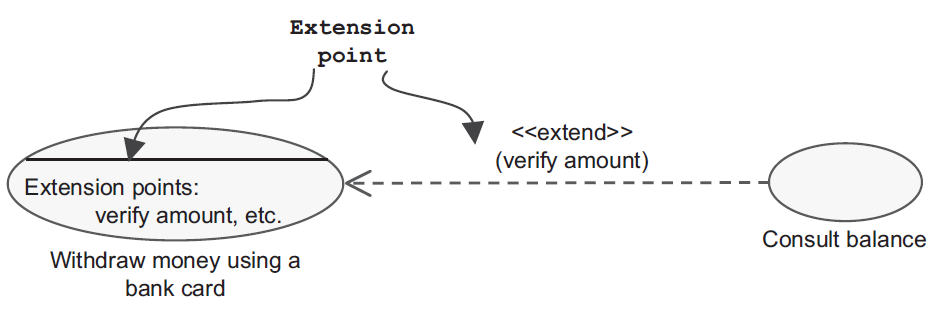 Extension
point
<<extend>>
(verify amount)
Extension points:
verify amount, etc.
Consult balance
Withdraw money using a
bank card